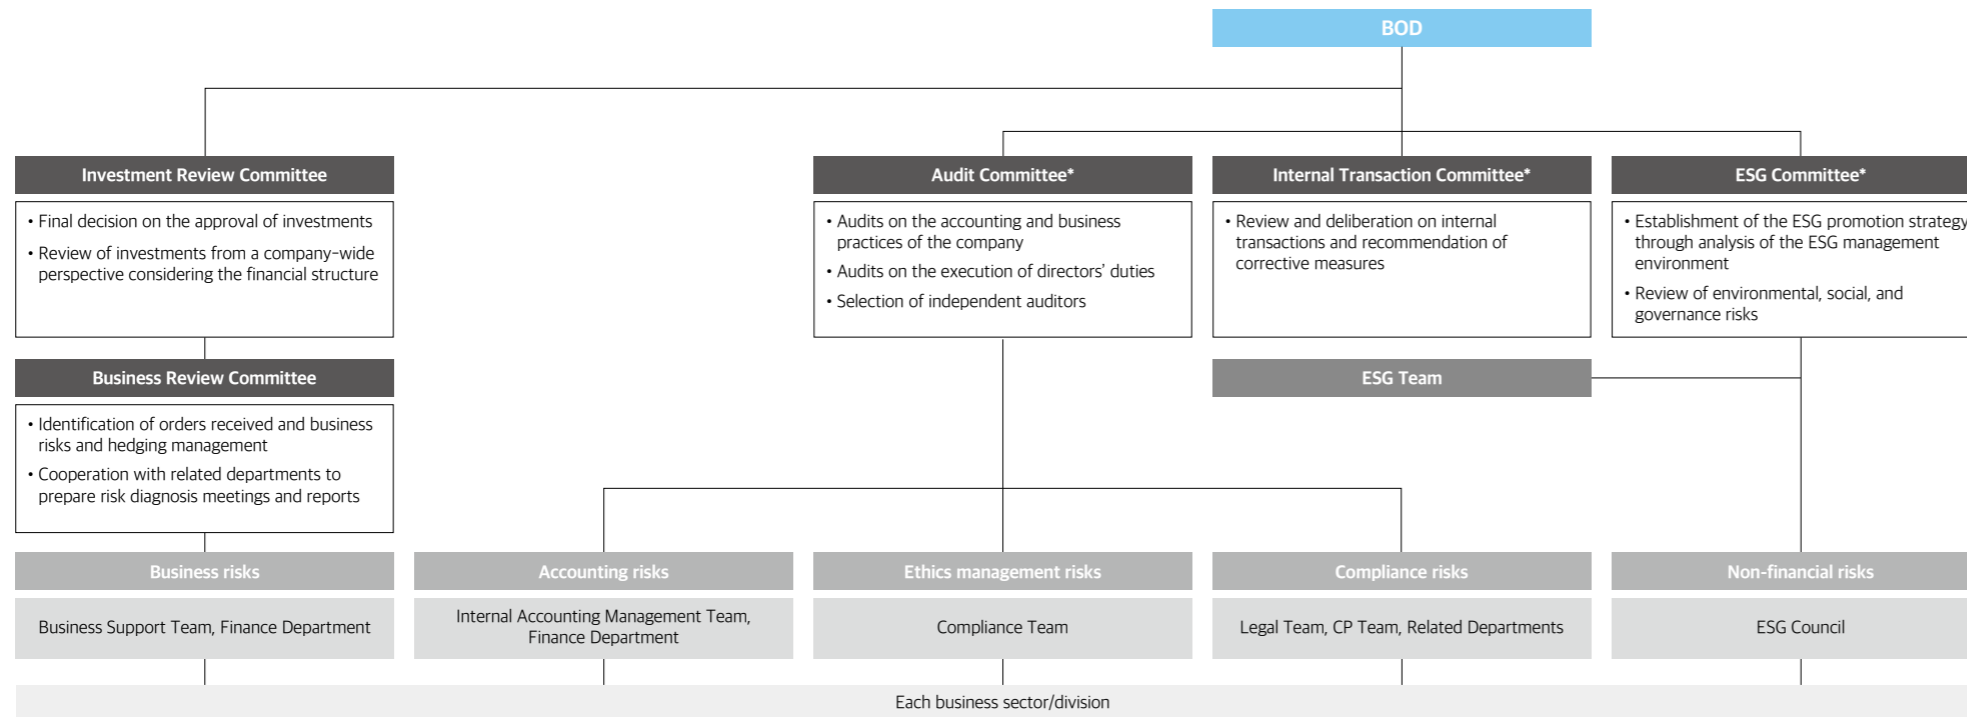 BOD
Investment Review Committee
• Final decision on the approval of investments
• Review of investments from a company-wide
perspective considering the financial structure
Audit Committee*
• Audits on the accounting and business
practices of the company
• Audits on the execution of directors' duties
• Selection of independent auditors
Internal Transaction Committee*
• Review and deliberation on internal
transactions and recommendation of
corrective measures
ESG Committee*
• Establishment of the ESG promotion strategy
through analysis of the ESG management
environment
• Review of environmental, social, and
governance risks
Business Review Committee
• Identification of orders received and business
risks and hedging management
• Cooperation with related departments to
prepare risk diagnosis meetings and reports
ESG Team
Business risks
Business Support Team, Finance Department
Accounting risks
Internal Accounting Management Team,
Finance Department
Ethics management risks
Compliance Team
Compliance risks
Legal Team, CP Team, Related Departments
Non-financial risks
ESG Council
Each business sector/division